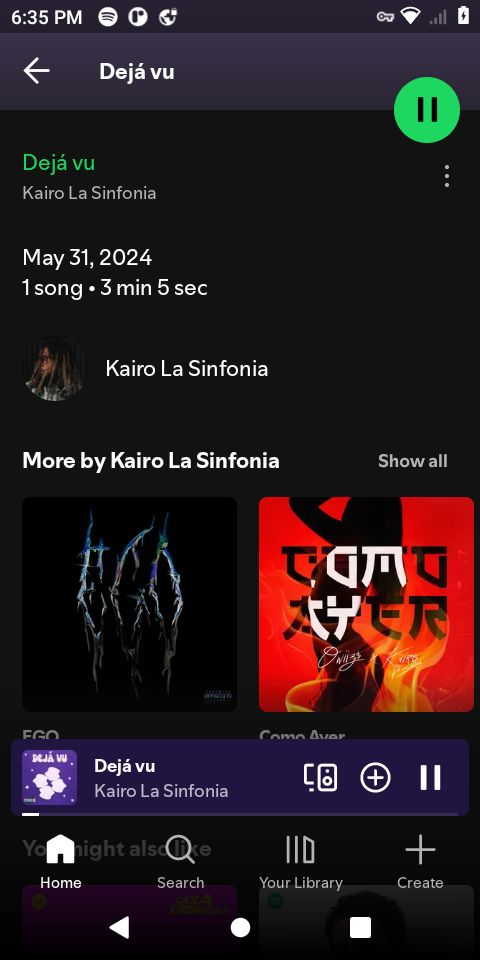 6:35 PM
Dejá vu
Dejá vu
Kairo La Sinfonia
May 31, 2024
1 song • 3 min 5 sec
Kairo La Sinfonia
More by Kairo La Sinfonia
Show all
EGO
COMO
AYER
EGO
Como Ayer
DEJÁ VU
Dejá vu
Kairo La Sinfonia
You might also like
Home
Search
Your Library
Create
CASA